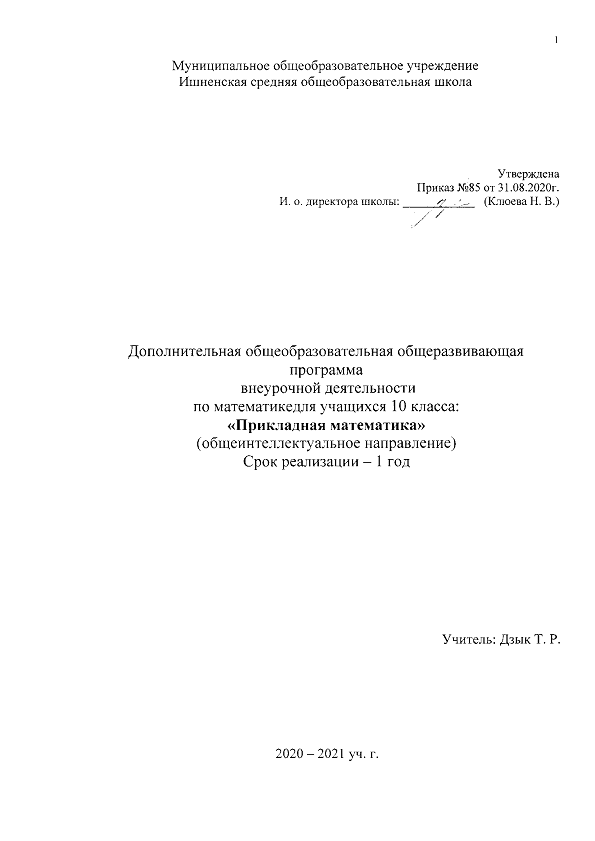 1
Муниципальное общеобразовательное учреждение
Ишненская средняя общеобразовательная школа
Утверждена
Приказ №85 от 31.08.2020г.
И. о. директора школы: ____________ (Клюева Н. В.)
Дополнительная общеобразовательная общеразвивающая
программа
внеурочной деятельности
по математикедля учащихся 10 класса:
«Прикладная математика»
(общеинтеллектуальное направление)
Срок реализации – 1 год
Учитель: Дзык Т. Р.
2020 – 2021 уч. г.